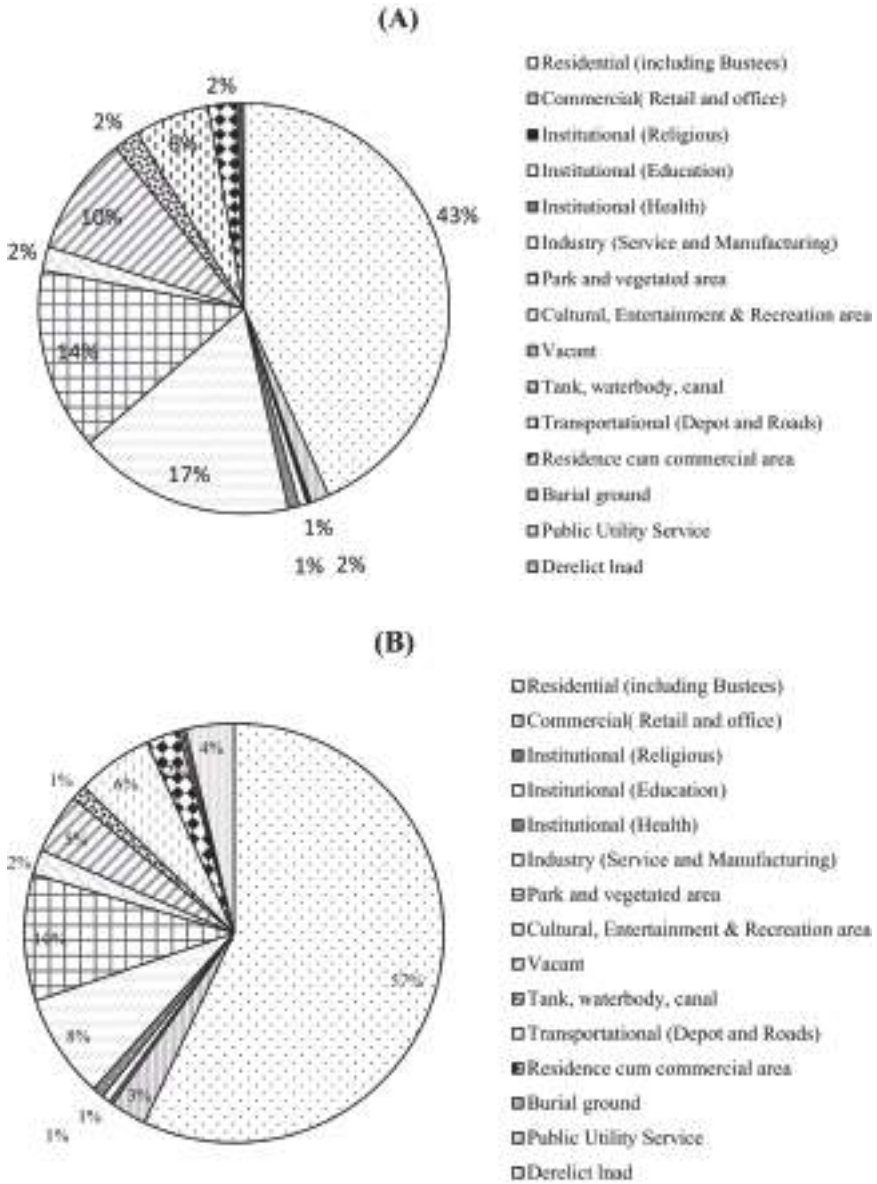 (A)
2%
2%
6%
10%
2%
14%
17%
43%
1%
1% 2%
Residential (including Bustees)
Commercial( Retail and office)
Institutional (Religious)
Institutional (Education)
Institutional (Health)
Industry (Service and Manufacturing)
Park and vegetated area
Cultural, Entertainment & Recreation area
Vacant
Tank, waterbody, canal
Transportational (Depot and Roads)
Residence cum commercial area
Burial ground
Public Utility Service
Derelict lnad
(B)
4%
6%
1%
5%
2%
10%
8%
57%
3%
1%
1%
Residential (including Bustees)
Commercial( Retail and office)
Institutional (Religious)
Institutional (Education)
Institutional (Health)
Industry (Service and Manufacturing)
Park and vegetated area
Cultural, Entertainment & Recreation area
Vacant
Tank, waterbody, canal
Transportational (Depot and Roads)
Residence cum commercial area
Burial ground
Public Utility Service
Derelict lnad